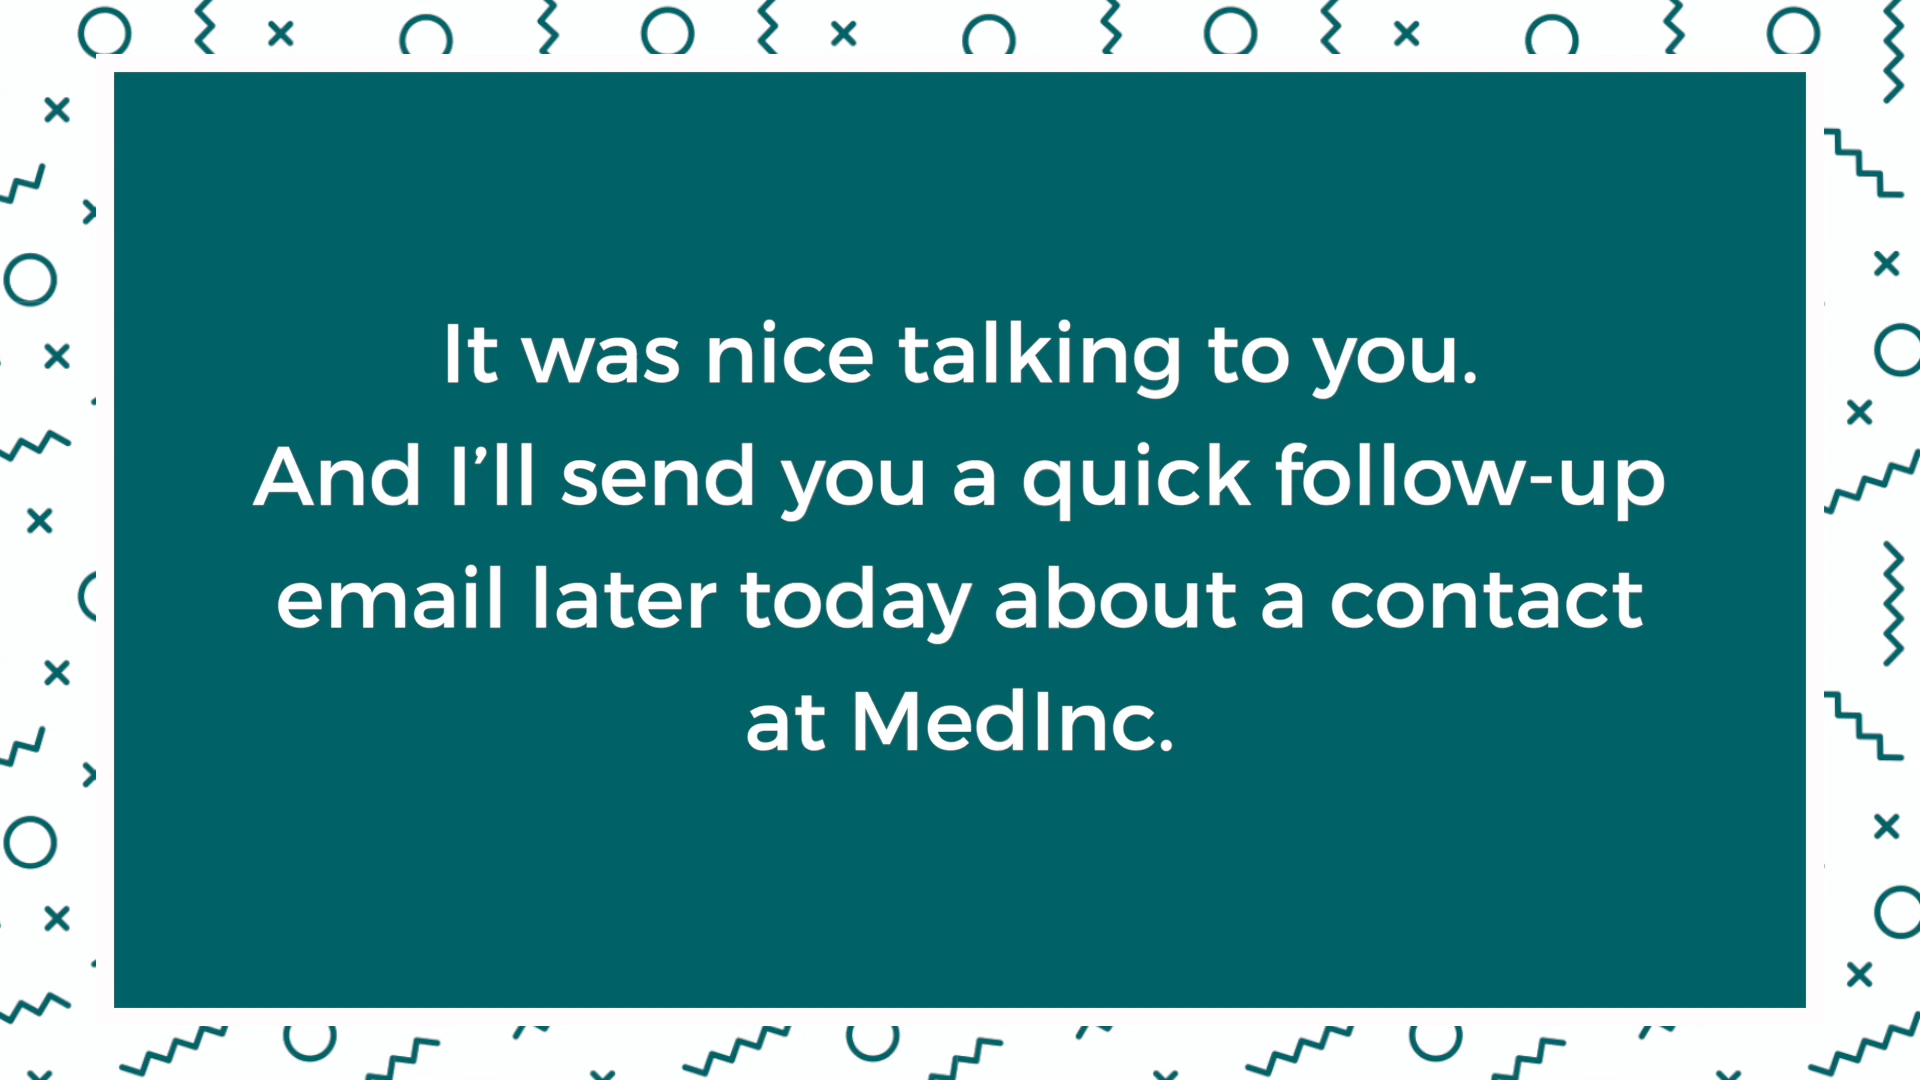 It was nice talking to you.
And I’ll send you a quick follow-up
email later today about a contact
at MedInc.